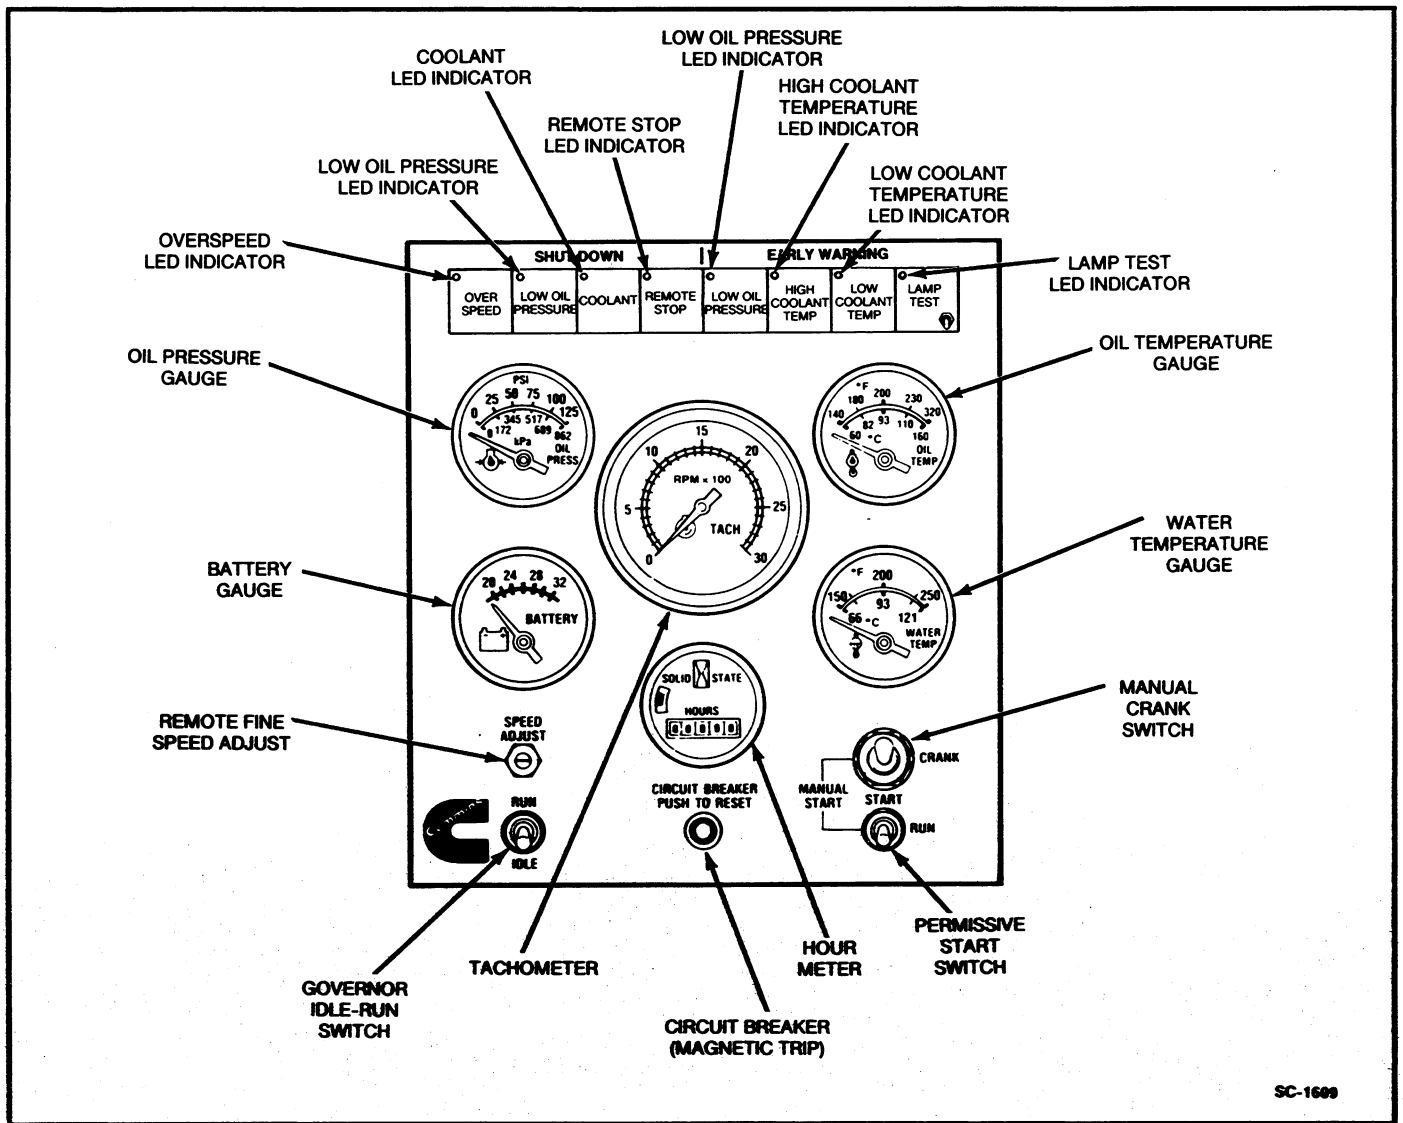 LOW OIL PRESSURE
LED INDICATOR
COOLANT
LED INDICATOR
HIGH COOLANT
TEMPERATURE
LED INDICATOR
REMOTE STOP
LED INDICATOR
LOW OIL PRESSURE
LED INDICATOR
LOW COOLANT
TEMPERATURE
LED INDICATOR
OVERSPEED
LED INDICATOR
LAMP TEST
LED INDICATOR
SHUTDOWN
EARLY WARNING
OVER
SPEED
LOW OIL
PRESSURE
COOLANT
REMOTE
STOP
LOW OIL
PRESSURE
HIGH
COOLANT
TEMP
LOW
COOLANT
TEMP
LAMP
TEST
OIL PRESSURE
GAUGE
PSI
0 25 50 75 100 125
0 172 345 517 689 862
kPa
OIL
PRESS
RPM x 100
0 5 10 15 20 25 30
TACH
OIL TEMPERATURE
GAUGE
°F
140 180 200 230 320
60 82 93 110 160
°C
OIL
TEMP
BATTERY
GAUGE
20 24 28 32
BATTERY
WATER
TEMPERATURE
GAUGE
°F
150 200 250
66 °C 93 121
WATER
TEMP
REMOTE FINE
SPEED ADJUST
SPEED
ADJUST
SOLID STATE
HOURS
00000
MANUAL
CRANK
SWITCH
CRANK
MANUAL
START
START
RUN
CIRCUIT BREAKER
PUSH TO RESET
RUN
IDLE
GOVERNOR
IDLE-RUN
SWITCH
TACHOMETER
CIRCUIT BREAKER
(MAGNETIC TRIP)
HOUR
METER
PERMISSIVE
START
SWITCH
SC-1609